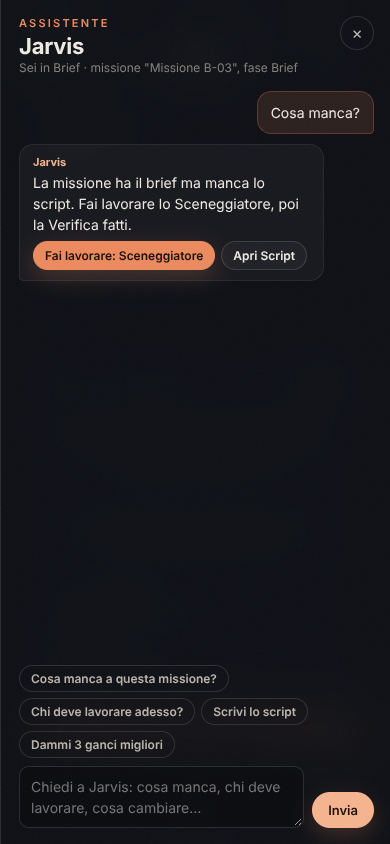 ASSISTENTE
Jarvis
Sei in Brief · missione "Missione B-03", fase Brief
×
Cosa manca?
Jarvis
La missione ha il brief ma manca lo
script. Fai lavorare lo Sceneggiatore, poi
la Verifica fatti.
Fai lavorare: Sceneggiatore
Apri Script
Cosa manca a questa missione?
Chi deve lavorare adesso?
Scrivi lo script
Dammi 3 ganci migliori
Chiedi a Jarvis: cosa manca, chi deve
lavorare, cosa cambiare...
Invia